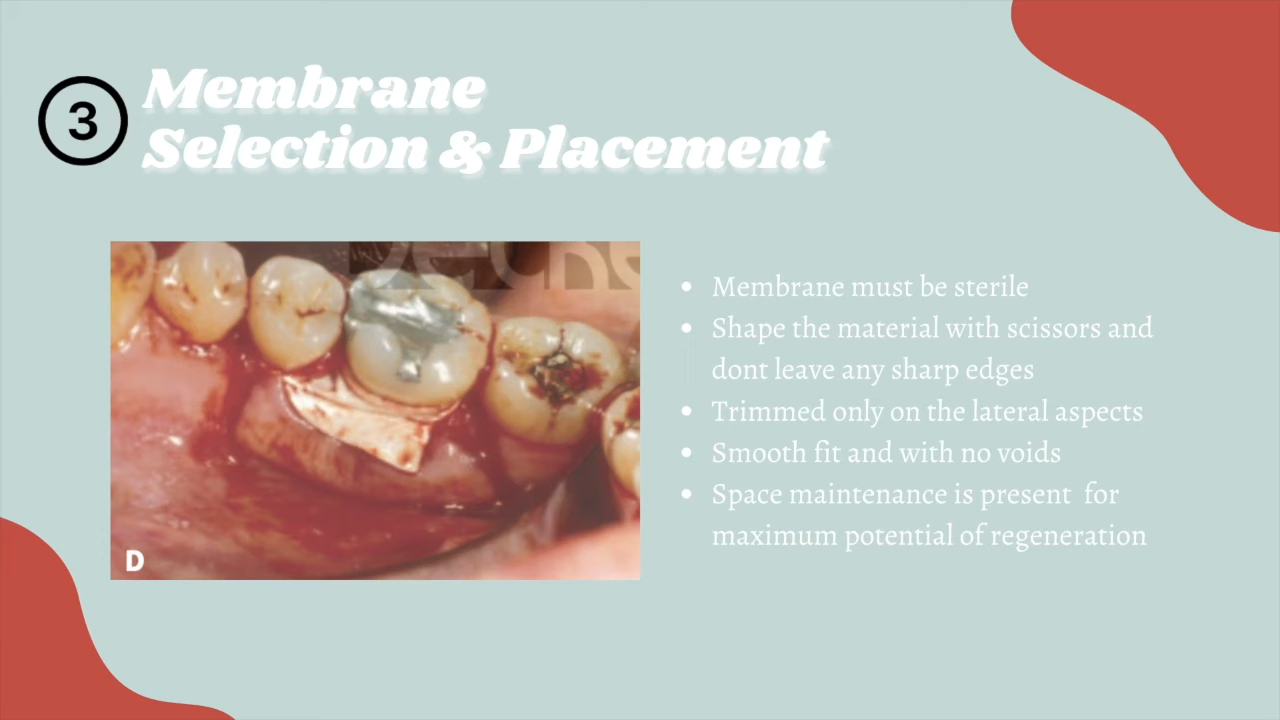 3
Membrane
Selection & Placement
• Membrane must be sterile
• Shape the material with scissors and
dont leave any sharp edges
• Trimmed only on the lateral aspects
• Smooth fit and with no voids
• Space maintenance is present  for
maximum potential of regeneration
D